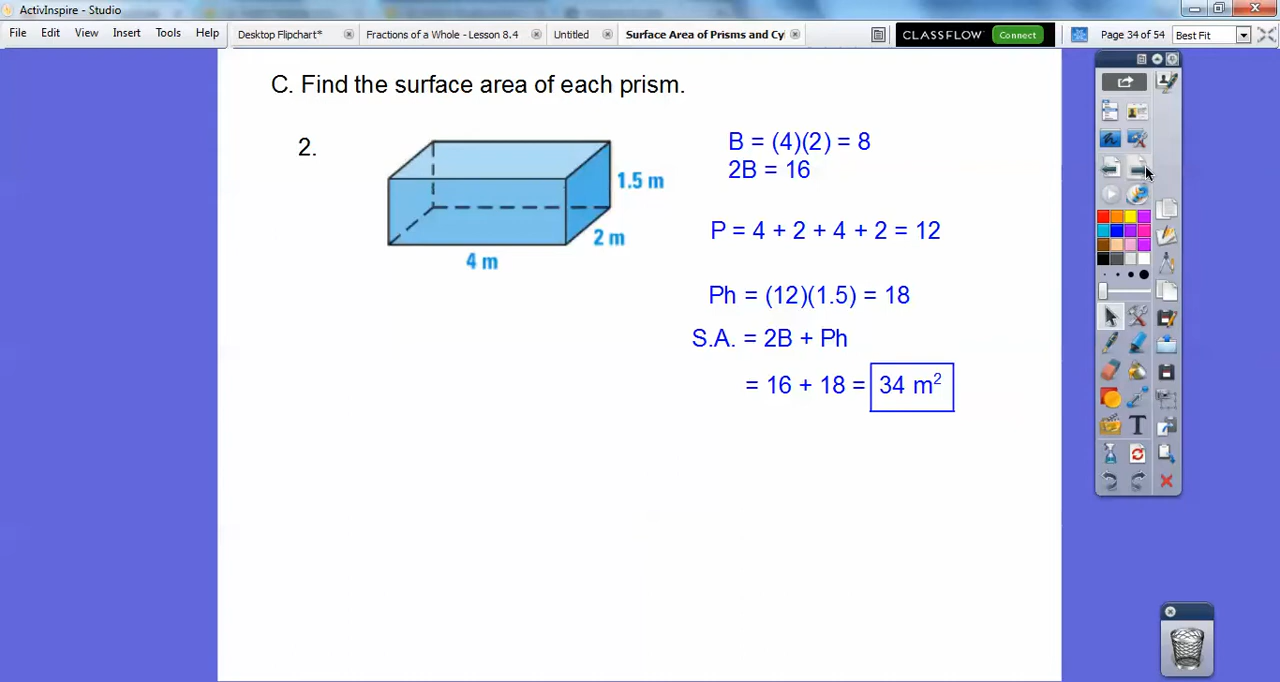 ActivInspire - Studio
File Edit View Insert Tools Help
Desktop Flipchart* Fractions of a Whole - Lesson 8.4 Untitled Surface Area of Prisms and Cyl
CLASSFLOW Connect
Page 34 of 54 Best Fit
C. Find the surface area of each prism.
2.
1.5 m
2 m
4 m
B = (4)(2) = 8
2B = 16
P = 4 + 2 + 4 + 2 = 12
Ph = (12)(1.5) = 18
S.A. = 2B + Ph
= 16 + 18 = 34 m²
T